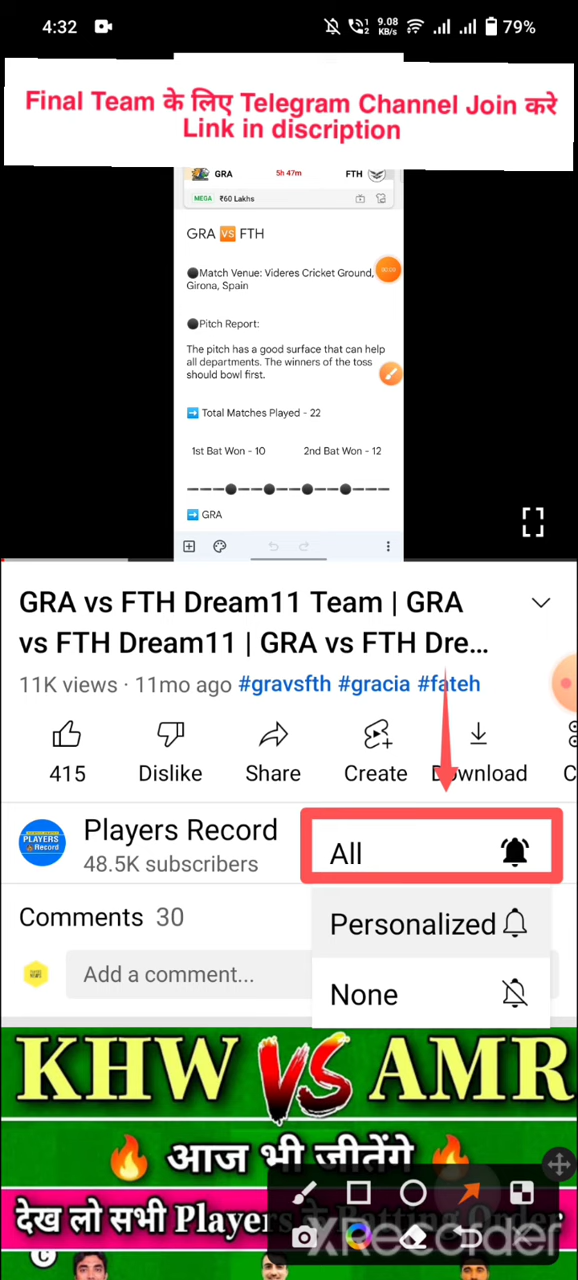 4:32
9.08
KB/s
79%
Final Team के लिए Telegram Channel Join करे
Link in discription
GRA
5h 47m
FTH
MEGA ₹60 Lakhs
GRA VS FTH
Match Venue: Videres Cricket Ground,
Girona, Spain
Pitch Report:
The pitch has a good surface that can help
all departments. The winners of the toss
should bowl first.
Total Matches Played - 22
1st Bat Won - 10 2nd Bat Won - 12
GRA
GRA vs FTH Dream11 Team | GRA
vs FTH Dream11 | GRA vs FTH Dre...
11K views · 11mo ago #gravsfth #gracia #fateh
415 Dislike Share Create Download C
PLAYERS
Record
Players Record
48.5K subscribers
All
Personalized
None
Comments 30
Add a comment...
KHW VS AMR
आज भी जीतेंगे
देख लो सभी Players के Batting Order
XRecorder